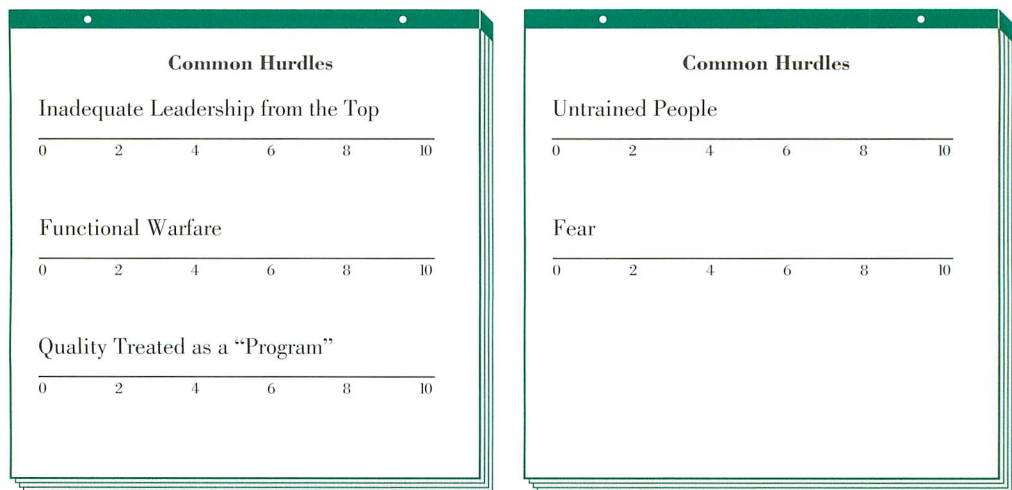 Common Hurdles
Inadequate Leadership from the Top
0 2 4 6 8 10
Functional Warfare
0 2 4 6 8 10
Quality Treated as a “Program”
0 2 4 6 8 10
Common Hurdles
Untrained People
0 2 4 6 8 10
Fear
0 2 4 6 8 10